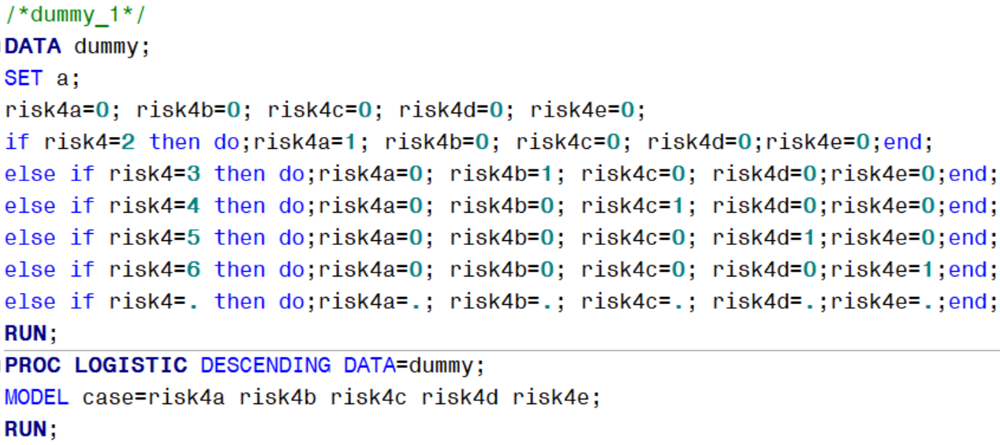 /*dummy_1*/
DATA dummy;
SET a;
risk4a=0; risk4b=0; risk4c=0; risk4d=0; risk4e=0;
if risk4=2 then do;risk4a=1; risk4b=0; risk4c=0; risk4d=0;risk4e=0;end;
else if risk4=3 then do;risk4a=0; risk4b=1; risk4c=0; risk4d=0;risk4e=0;end;
else if risk4=4 then do;risk4a=0; risk4b=0; risk4c=1; risk4d=0;risk4e=0;end;
else if risk4=5 then do;risk4a=0; risk4b=0; risk4c=0; risk4d=1;risk4e=0;end;
else if risk4=6 then do;risk4a=0; risk4b=0; risk4c=0; risk4d=0;risk4e=1;end;
else if risk4=. then do;risk4a=.; risk4b=.; risk4c=.; risk4d=.;risk4e=.;end;
RUN;
PROC LOGISTIC DESCENDING DATA=dummy;
MODEL case=risk4a risk4b risk4c risk4d risk4e;
RUN;